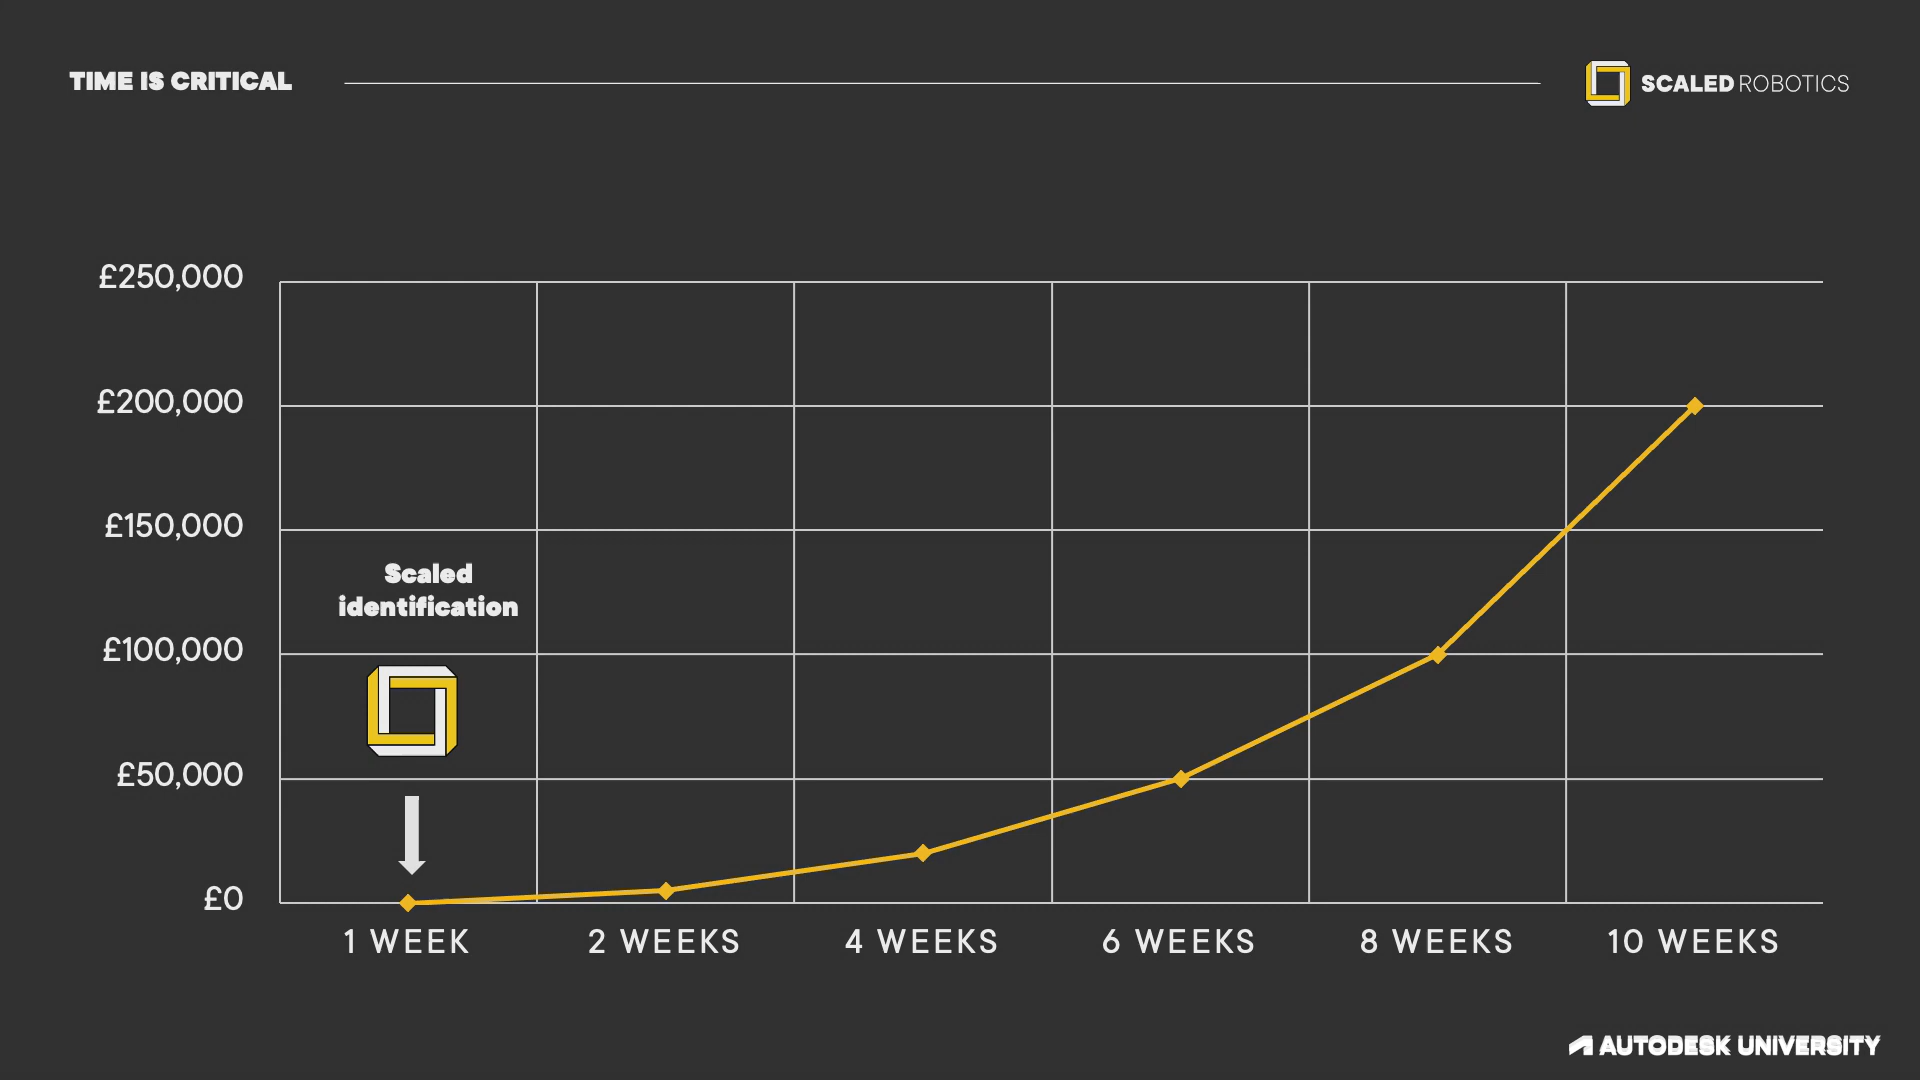 TIME IS CRITICAL
SCALED ROBOTICS
£250,000
£200,000
£150,000
Scaled
identification
£100,000
£50,000
£0
1 WEEK
2 WEEKS
4 WEEKS
6 WEEKS
8 WEEKS
10 WEEKS
AUTODESK UNIVERSITY